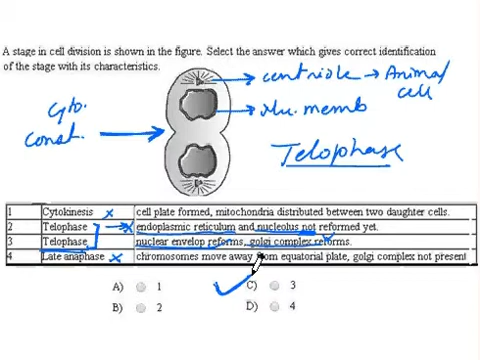 A stage in cell division is shown in the figure. Select the answer which gives correct identification
of the stage with its characteristics.
centriole → Animal
cell
Cyto.
Const.
Nu. memb
Telophase
1 Cytokinesis x cell plate formed, mitochondria distributed between two daughter cells.
2 Telophase x endoplasmic reticulum and nucleolus not reformed yet.
3 Telophase nuclear envelop reforms, golgi complex reforms.
4 Late anaphase x chromosomes move away from equatorial plate, golgi complex not present
A) 1 C) 3
B) 2 D) 4